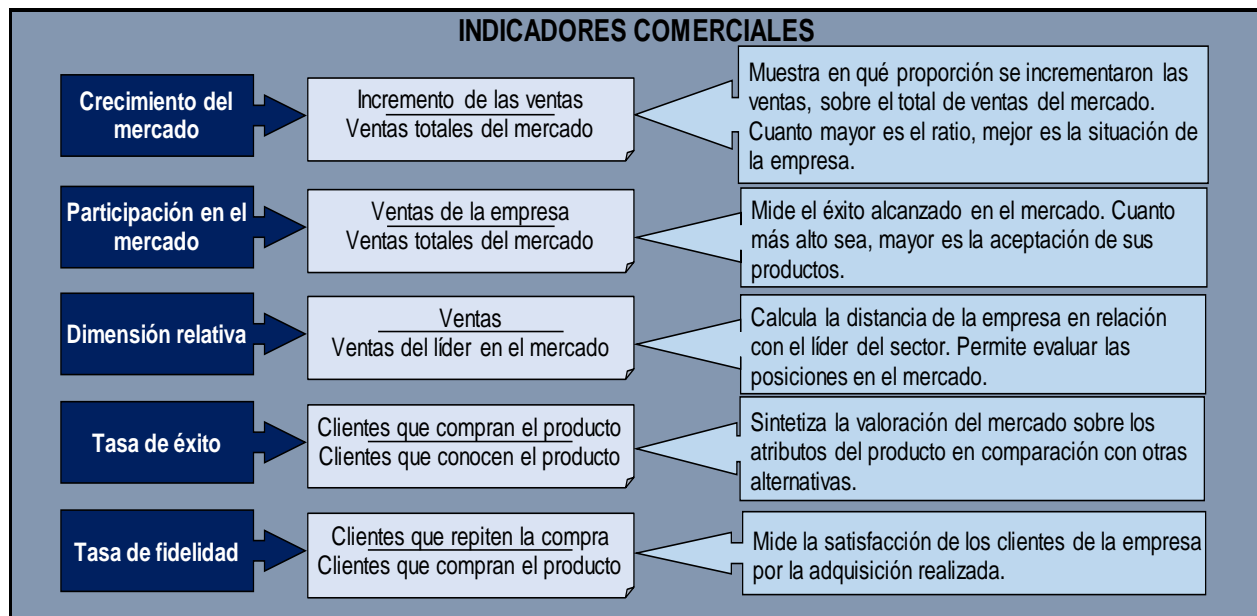 INDICADORES COMERCIALES
Crecimiento del
mercado
Incremento de las ventas
Ventas totales del mercado
Muestra en qué proporción se incrementaron las
ventas, sobre el total de ventas del mercado.
Cuanto mayor es el ratio, mejor es la situación de
la empresa.
Participación en el
mercado
Ventas de la empresa
Ventas totales del mercado
Mide el éxito alcanzado en el mercado. Cuanto
más alto sea, mayor es la aceptación de sus
productos.
Dimensión relativa
Ventas
Ventas del líder en el mercado
Calcula la distancia de la empresa en relación
con el líder del sector. Permite evaluar las
posiciones en el mercado.
Tasa de éxito
Clientes que compran el producto
Clientes que conocen el producto
Sintetiza la valoración del mercado sobre los
atributos del producto en comparación con otras
alternativas.
Tasa de fidelidad
Clientes que repiten la compra
Clientes que compran el producto
Mide la satisfacción de los clientes de la empresa
por la adquisición realizada.